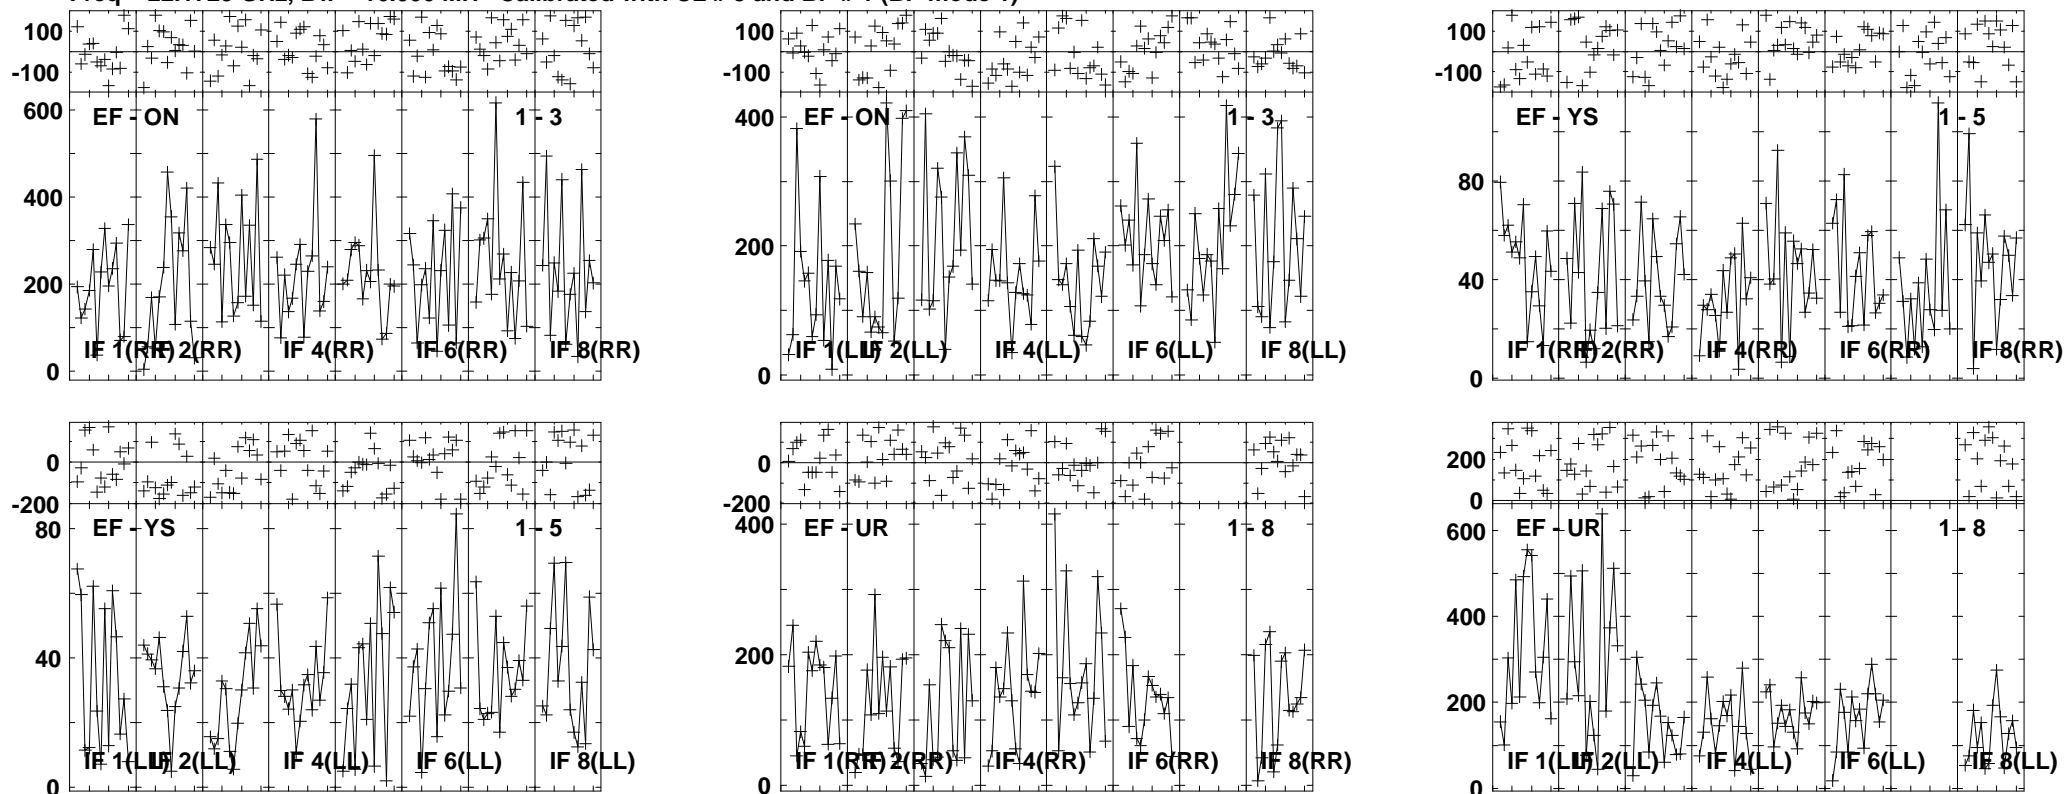 100
-100
600
400
200
0
EF - ON
1 - 3
IF 1(RR)
IF 2(RR)
IF 4(RR)
IF 6(RR)
IF 8(RR)
100
-100
400
200
0
EF - ON
1 - 3
IF 1(LL)
IF 2(LL)
IF 4(LL)
IF 6(LL)
IF 8(LL)
100
-100
80
40
0
EF - YS
1 - 5
IF 1(RR)
IF 2(RR)
IF 4(RR)
IF 6(RR)
IF 8(RR)
0
-200
80
40
0
EF - YS
1 - 5
IF 1(LL)
IF 2(LL)
IF 4(LL)
IF 6(LL)
IF 8(LL)
0
-200
400
200
0
EF - UR
1 - 8
IF 1(RR)
IF 2(RR)
IF 4(RR)
IF 6(RR)
IF 8(RR)
200
0
600
400
200
0
EF - UR
1 - 8
IF 1(LL)
IF 2(LL)
IF 4(LL)
IF 6(LL)
IF 8(LL)